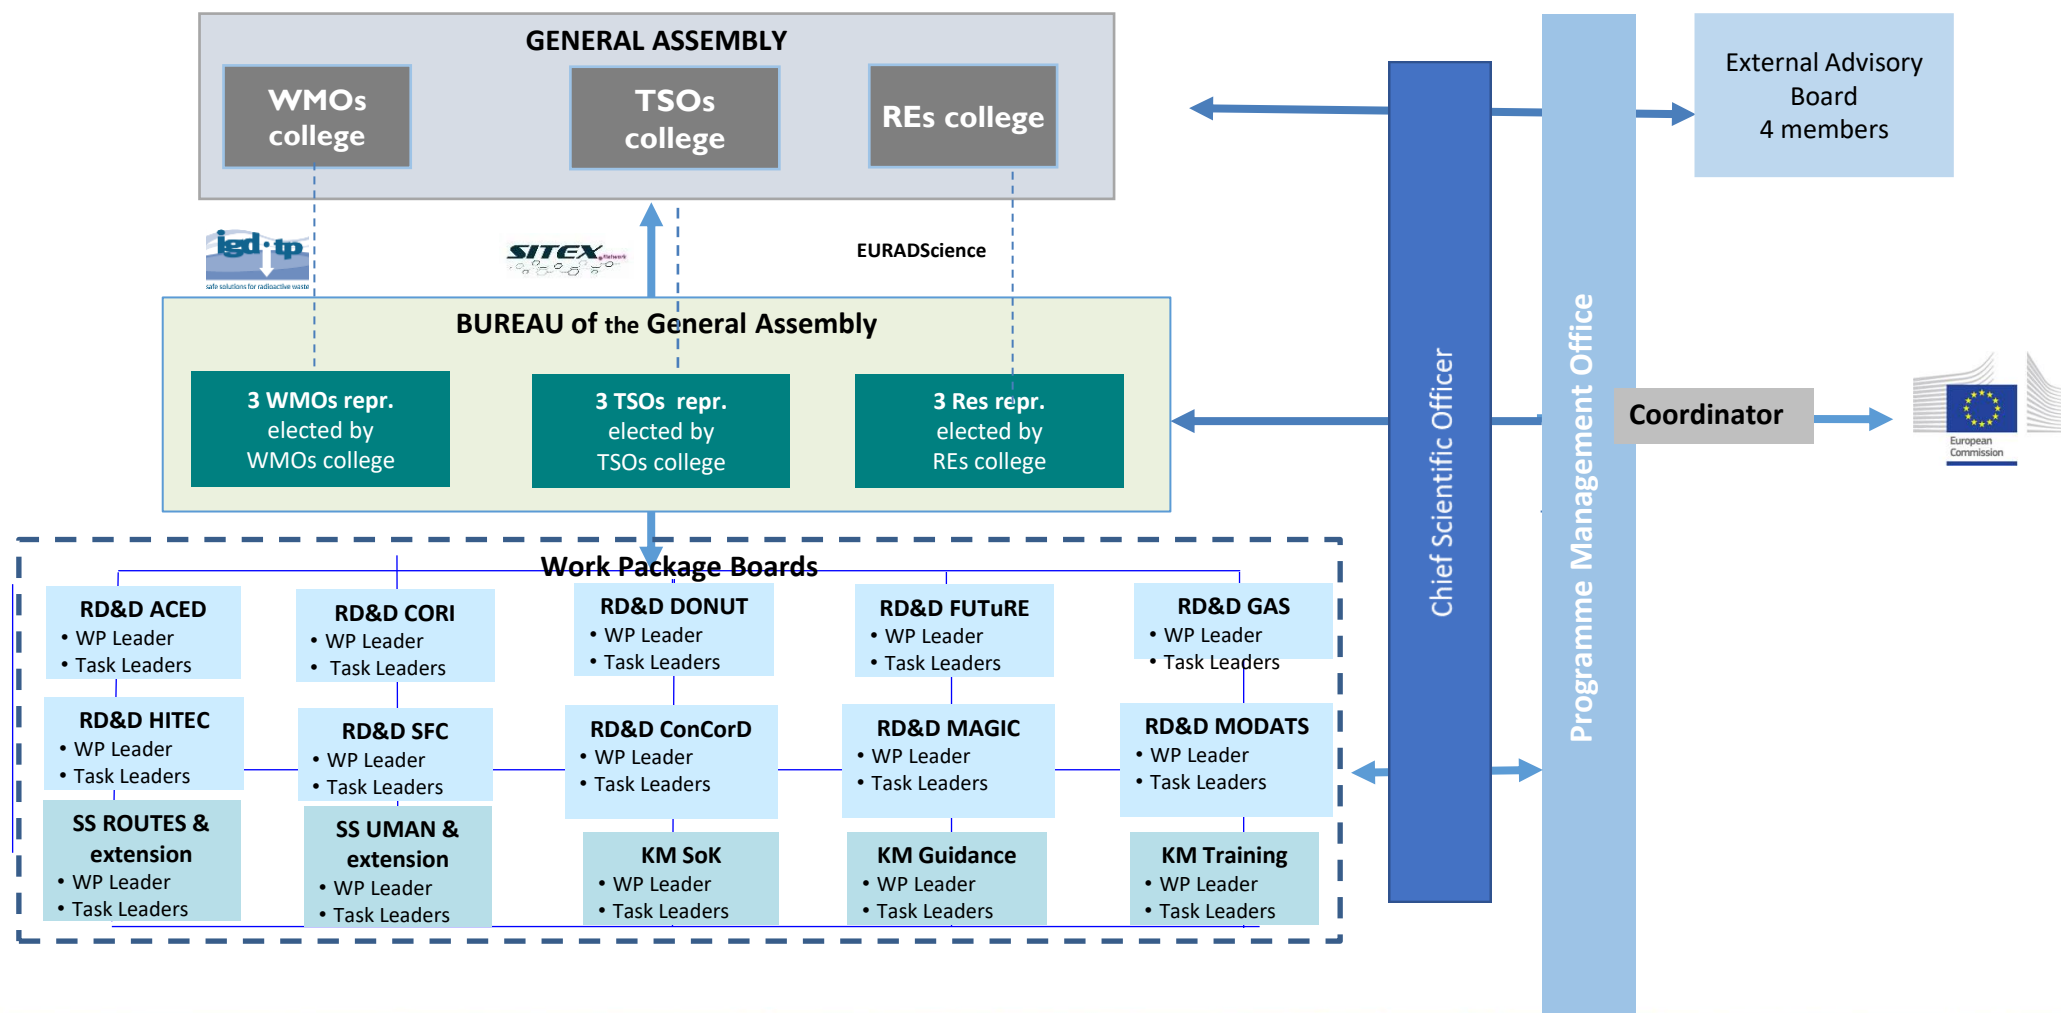 GENERAL ASSEMBLY
WMOs
college
TSOs
college
REs college
External Advisory
Board
4 members
igd·tp
safe solutions for radioactive waste
SITEX
Network
EURADScience
BUREAU of the General Assembly
3 WMOs repr.
elected by
WMOs college
3 TSOs repr.
elected by
TSOs college
3 Res repr.
elected by
REs college
Chief Scientific Officer
Programme Management Office
Coordinator
European
Commission
Work Package Boards
RD&D ACED
• WP Leader
• Task Leaders
RD&D CORI
• WP Leader
• Task Leaders
RD&D DONUT
• WP Leader
• Task Leaders
RD&D FUTuRE
• WP Leader
• Task Leaders
RD&D GAS
• WP Leader
• Task Leaders
RD&D HITEC
• WP Leader
• Task Leaders
RD&D SFC
• WP Leader
• Task Leaders
RD&D ConCorD
• WP Leader
• Task Leaders
RD&D MAGIC
• WP Leader
• Task Leaders
RD&D MODATS
• WP Leader
• Task Leaders
SS ROUTES &
extension
• WP Leader
• Task Leaders
SS UMAN &
extension
• WP Leader
• Task Leaders
KM SoK
• WP Leader
• Task Leaders
KM Guidance
• WP Leader
• Task Leaders
KM Training
• WP Leader
• Task Leaders